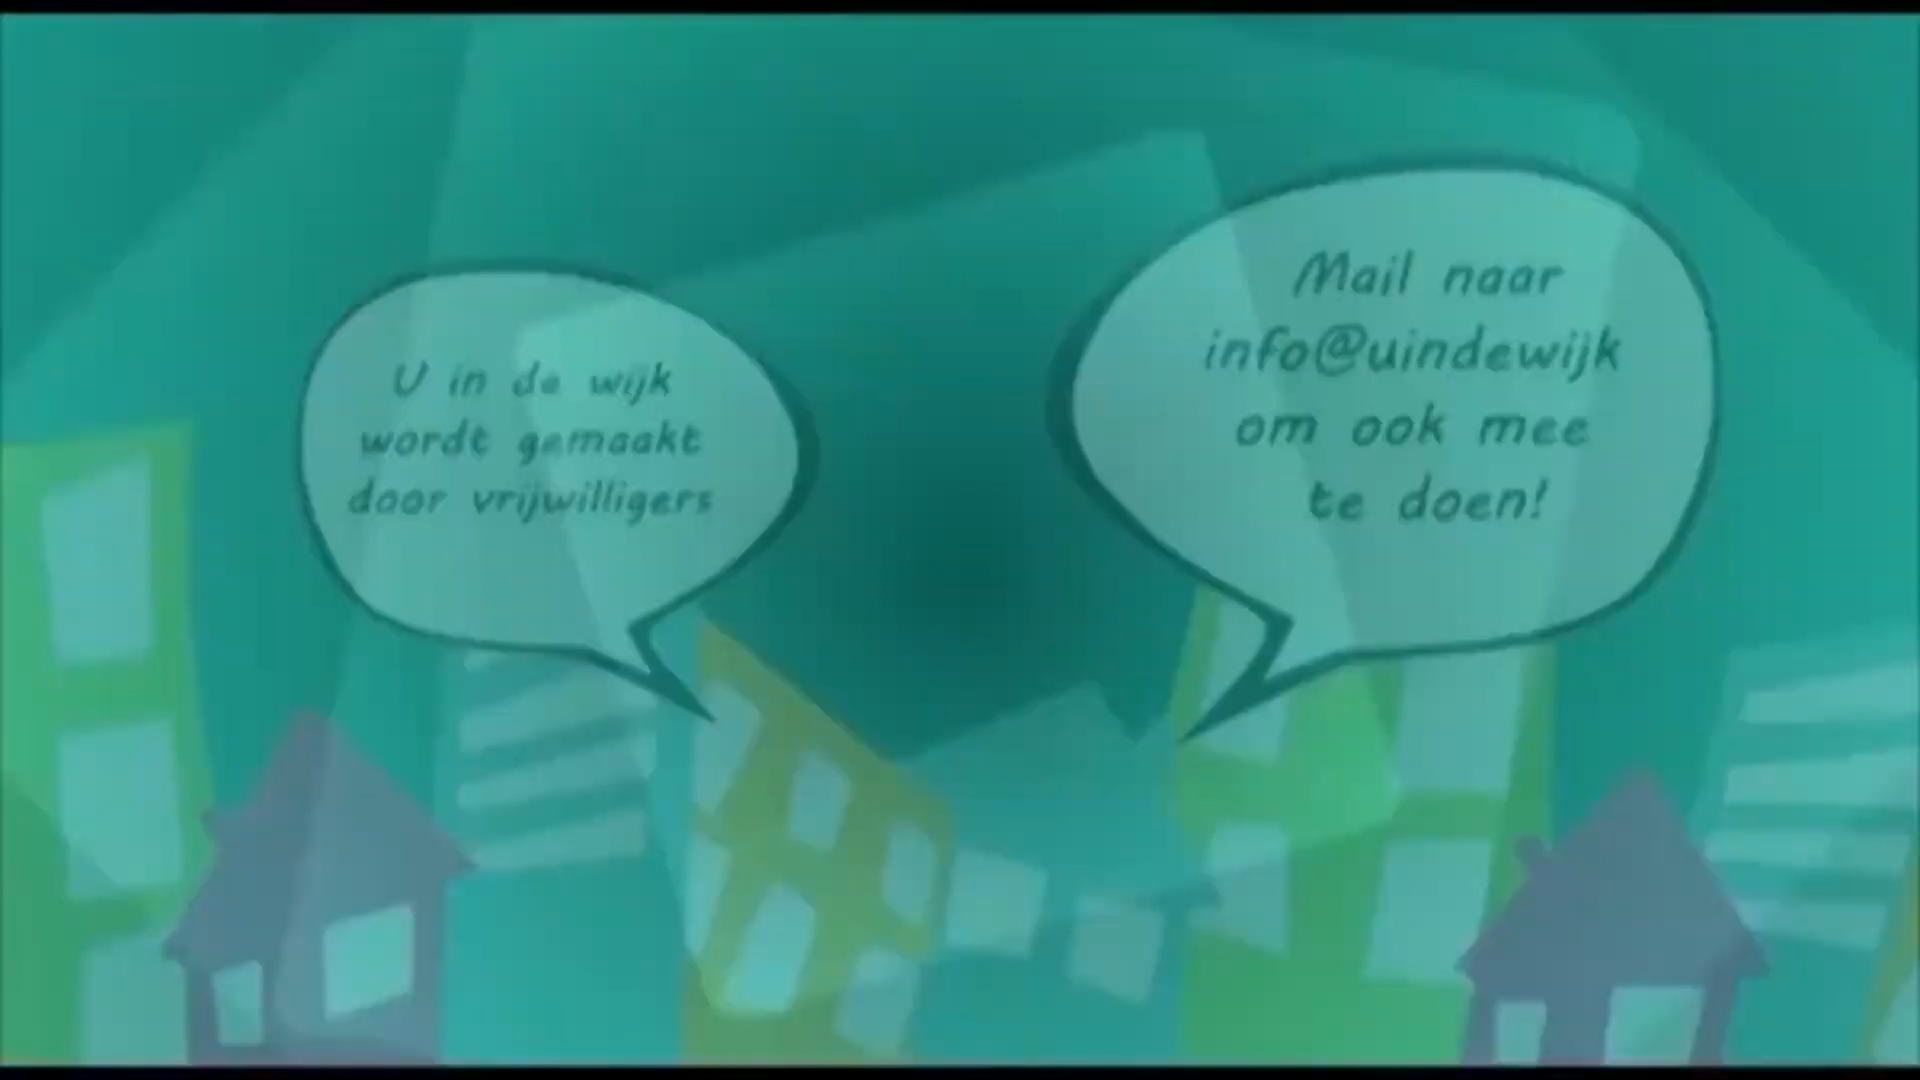 U in de wijk
wordt gemaakt
door vrijwilligers
Mail naar
info@uindewijk
om ook mee
te doen!